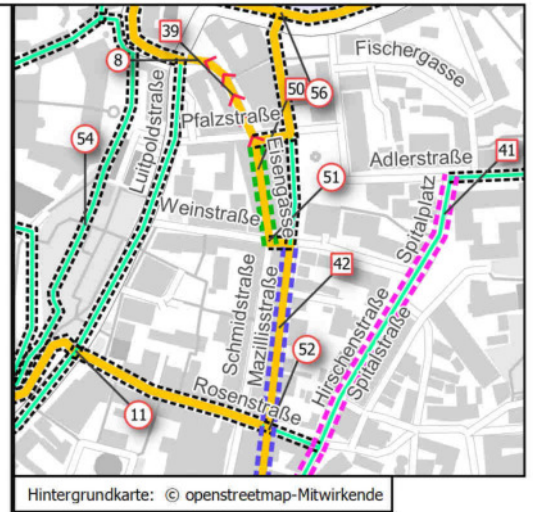 39
Fischergasse
8
50
56
Pfalzstraße
54
Luitpoldstraße
Eisengasse
Adlerstraße
41
51
Spitalplatz
Weinstraße
42
Schmidstraße
Mazillisstraße
Hirschenstraße
Spitalstraße
52
Rosenstraße
11
Hintergrundkarte: © openstreetmap-Mitwirkende